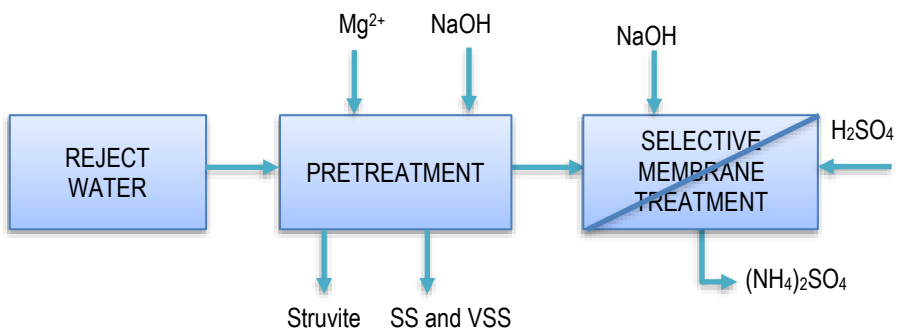 Mg²⁺ NaOH
NaOH
H₂SO₄
REJECT
WATER
PRETREATMENT
SELECTIVE
MEMBRANE
TREATMENT
(NH₄)₂SO₄
Struvite SS and VSS